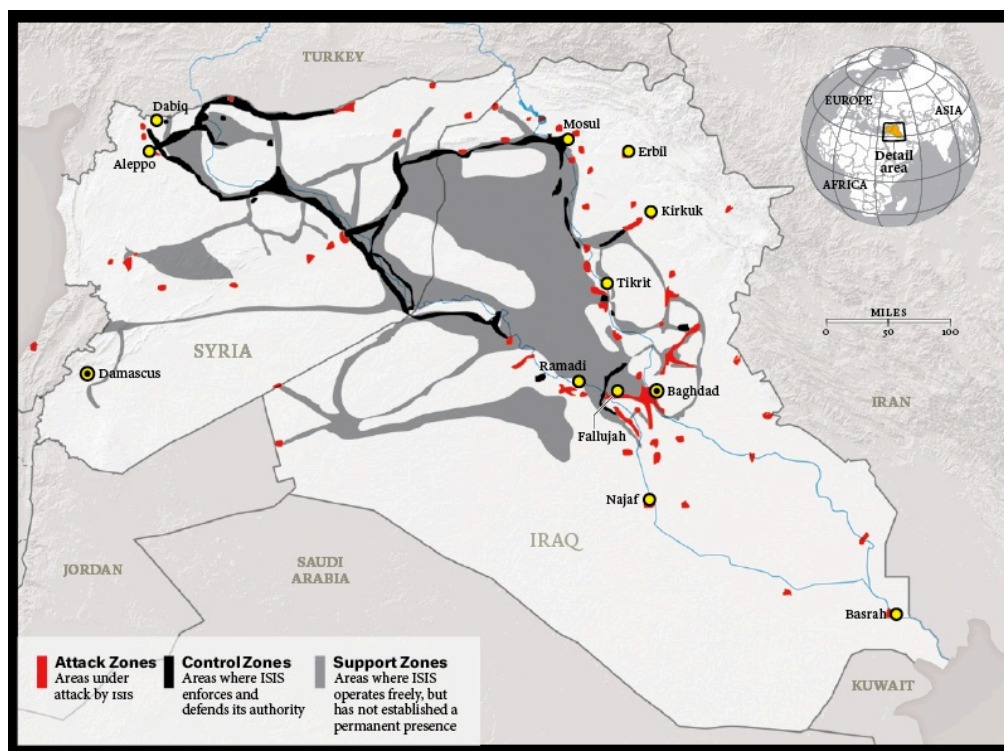 TURKEY
EUROPE
ASIA
AFRICA
Detail
area
Dabiq
Aleppo
Mosul
Erbil
Kirkuk
Tikrit
MILES
0 50 100
SYRIA
Damascus
Ramadi
Baghdad
Fallujah
IRAN
Najaf
IRAQ
JORDAN
SAUDI
ARABIA
Basrah
KUWAIT
Attack Zones
Areas under
attack by ISIS
Control Zones
Areas where ISIS
enforces and
defends its authority
Support Zones
Areas where ISIS
operates freely, but
has not established a
permanent presence